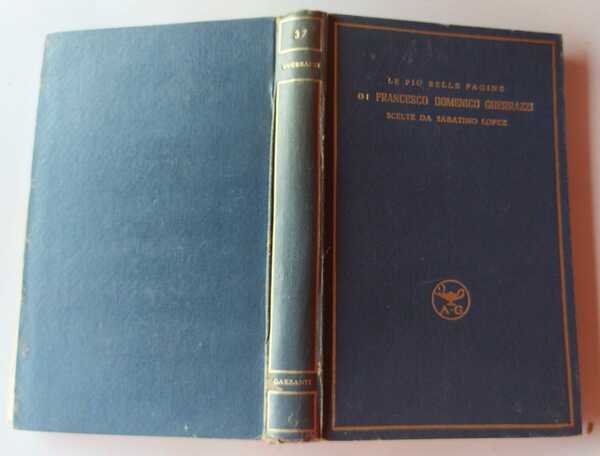 37
GUERRAZZI
GARZANTI
LE PIÙ BELLE PAGINE
DI FRANCESCO DOMENICO GUERRAZZI
SCELTE DA SABATINO LOPEZ
A-G